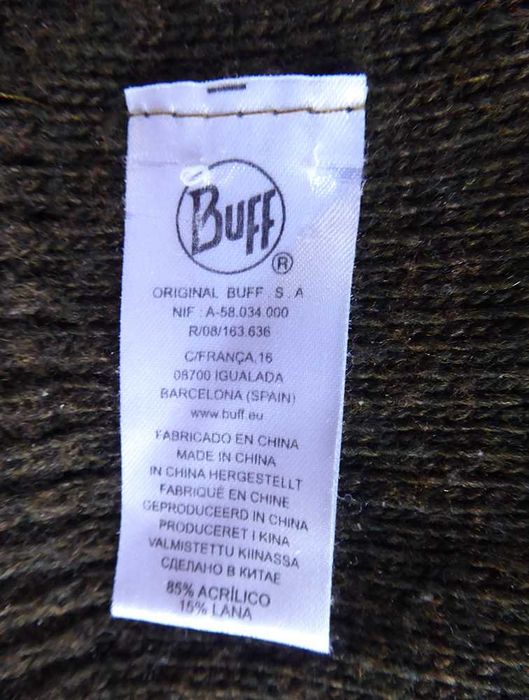 BUFF
®
ORIGINAL BUFF . S . A
NIF : A-58.034.000
R/08/163.636
C/FRANÇA,16
08700 IGUALADA
BARCELONA (SPAIN)
www.buff.eu
FABRICADO EN CHINA
MADE IN CHINA
IN CHINA HERGESTELLT
FABRIQUÉ EN CHINE
GEPRODUCEERD IN CHINA
PRODUCERET I KINA
VALMISTETTU KIINASSA
СДЕЛАНО В КИТАЕ
85% ACRÍLICO
15% LANA